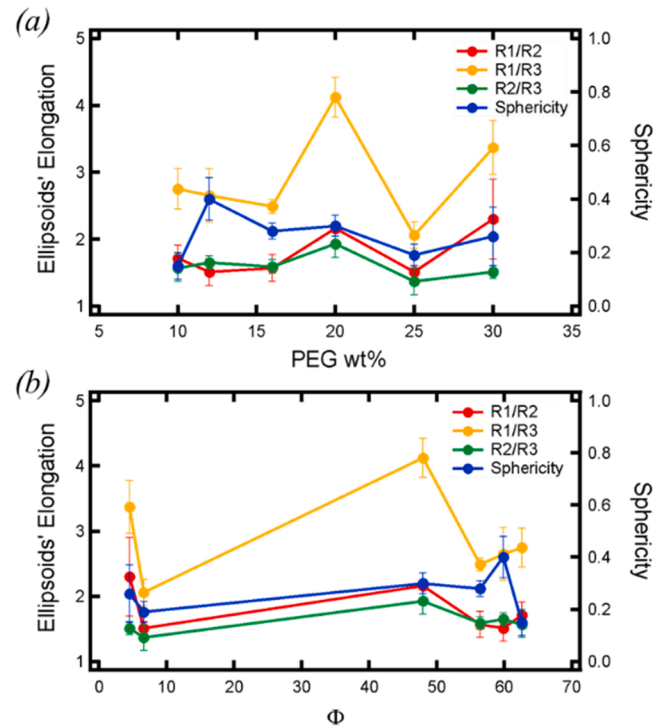 (a)
5
4
3
2
1
Ellipsoids' Elongation
1.0
0.8
0.6
0.4
0.2
0.0
Sphericity
R1/R2
R1/R3
R2/R3
Sphericity
5 10 15 20 25 30 35
PEG wt%
(b)
5
4
3
2
1
Ellipsoids' Elongation
1.0
0.8
0.6
0.4
0.2
0.0
Sphericity
R1/R2
R1/R3
R2/R3
Sphericity
0 10 20 30 40 50 60 70
Φ